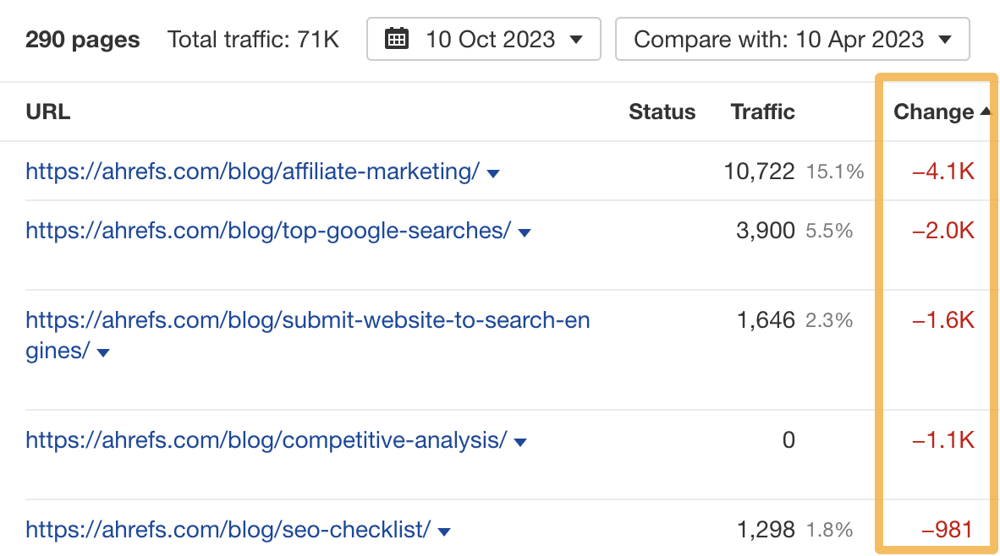 290 pages Total traffic: 71K 10 Oct 2023 Compare with: 10 Apr 2023
URL Status Traffic Change
https://ahrefs.com/blog/affiliate-marketing/ 10,722 15.1% –4.1K
https://ahrefs.com/blog/top-google-searches/ 3,900 5.5% –2.0K
https://ahrefs.com/blog/submit-website-to-search-en 1,646 2.3% –1.6K
gines/
https://ahrefs.com/blog/competitive-analysis/ 0 –1.1K
https://ahrefs.com/blog/seo-checklist/ 1,298 1.8% –981